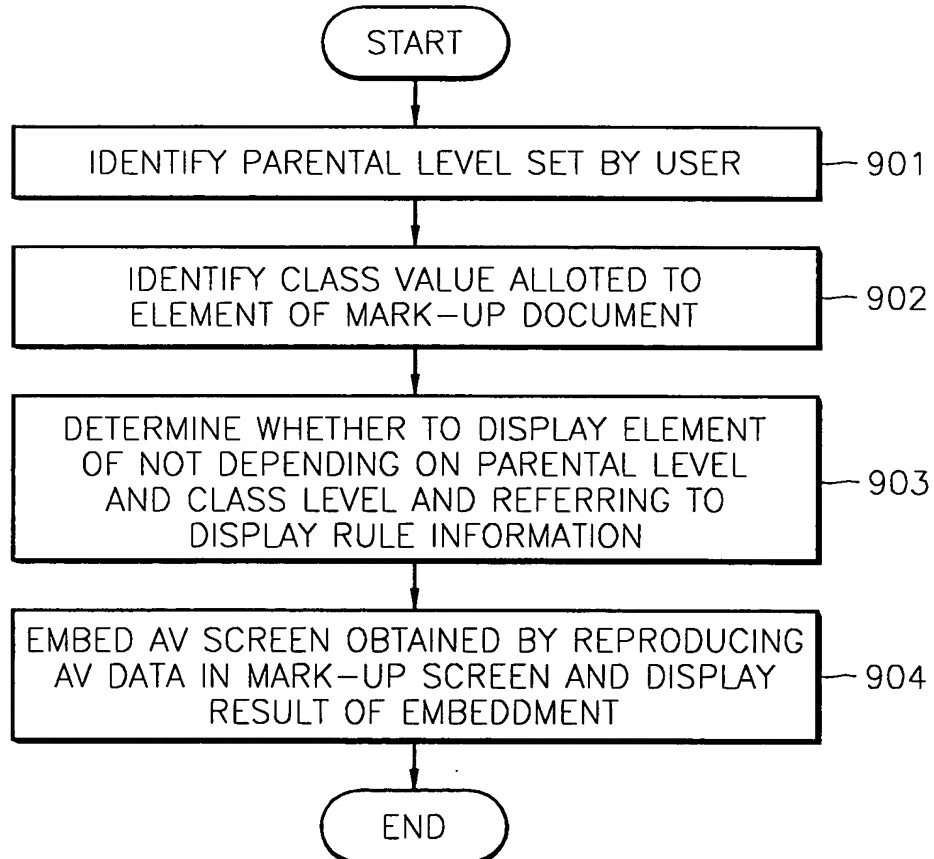 START
IDENTIFY PARENTAL LEVEL SET BY USER
901
IDENTIFY CLASS VALUE ALLOTED TO
ELEMENT OF MARK-UP DOCUMENT
902
DETERMINE WHETHER TO DISPLAY ELEMENT
OF NOT DEPENDING ON PARENTAL LEVEL
AND CLASS LEVEL AND REFERRING TO
DISPLAY RULE INFORMATION
903
EMBED AV SCREEN OBTAINED BY REPRODUCING
AV DATA IN MARK-UP SCREEN AND DISPLAY
RESULT OF EMBEDDMENT
904
END